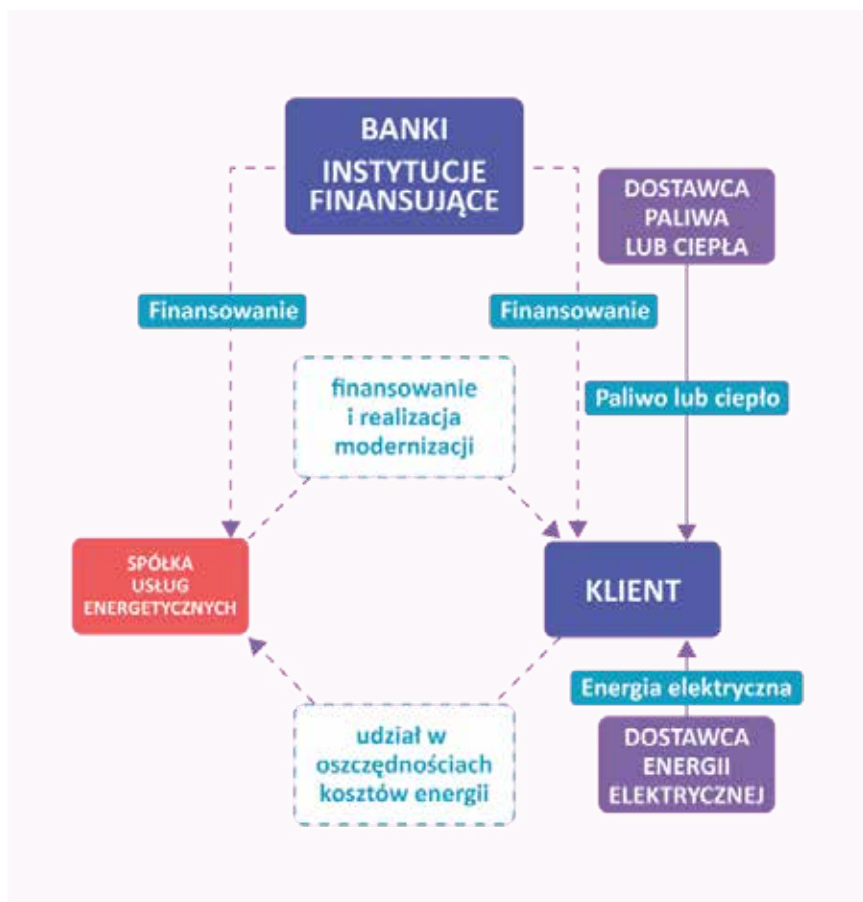 BANKI
INSTYTUCJE
FINANSUJĄCE
DOSTAWCA
PALIWA
LUB CIEPŁA
Finansowanie
Finansowanie
finansowanie
i realizacja
modernizacji
Paliwo lub ciepło
SPÓŁKA
USŁUG
ENERGETYCZNYCH
KLIENT
Energia elektryczna
udział w
oszczędnościach
kosztów energii
DOSTAWCA
ENERGII
ELEKTRYCZNEJ